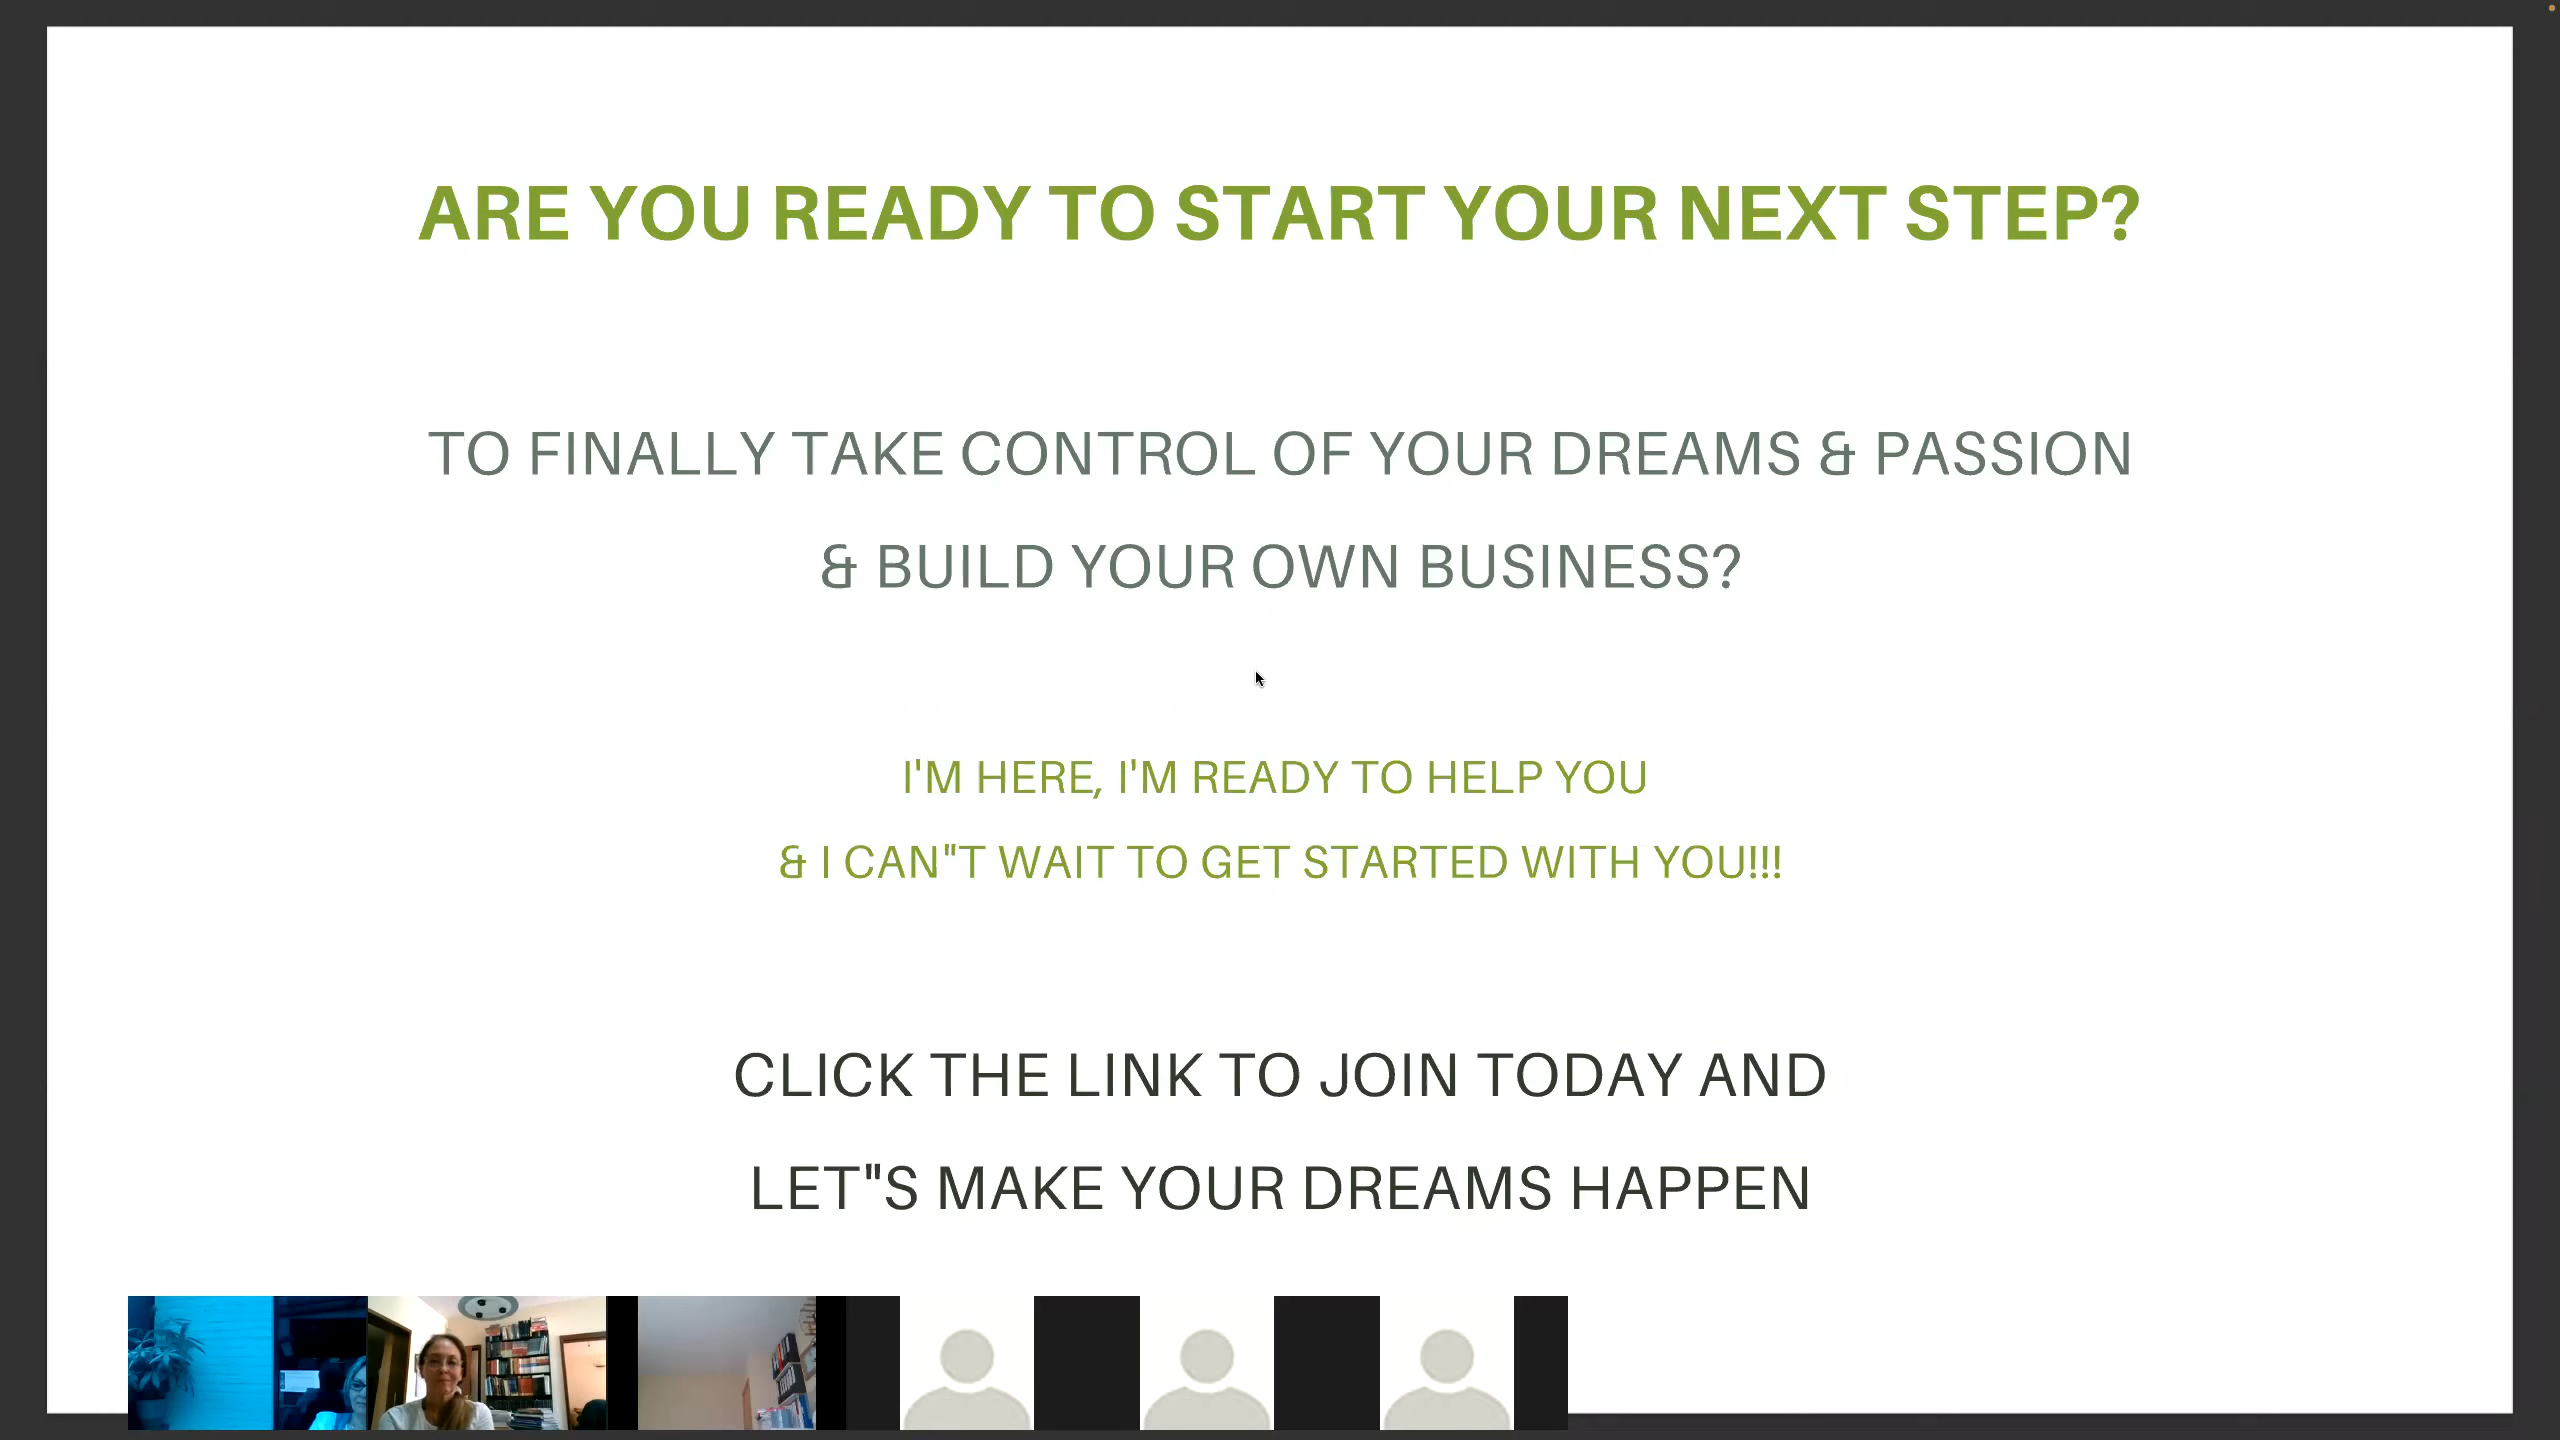 ARE YOU READY TO START YOUR NEXT STEP?
TO FINALLY TAKE CONTROL OF YOUR DREAMS & PASSION
& BUILD YOUR OWN BUSINESS?
I'M HERE, I'M READY TO HELP YOU
& I CAN"T WAIT TO GET STARTED WITH YOU!!!
CLICK THE LINK TO JOIN TODAY AND
LET"S MAKE YOUR DREAMS HAPPEN